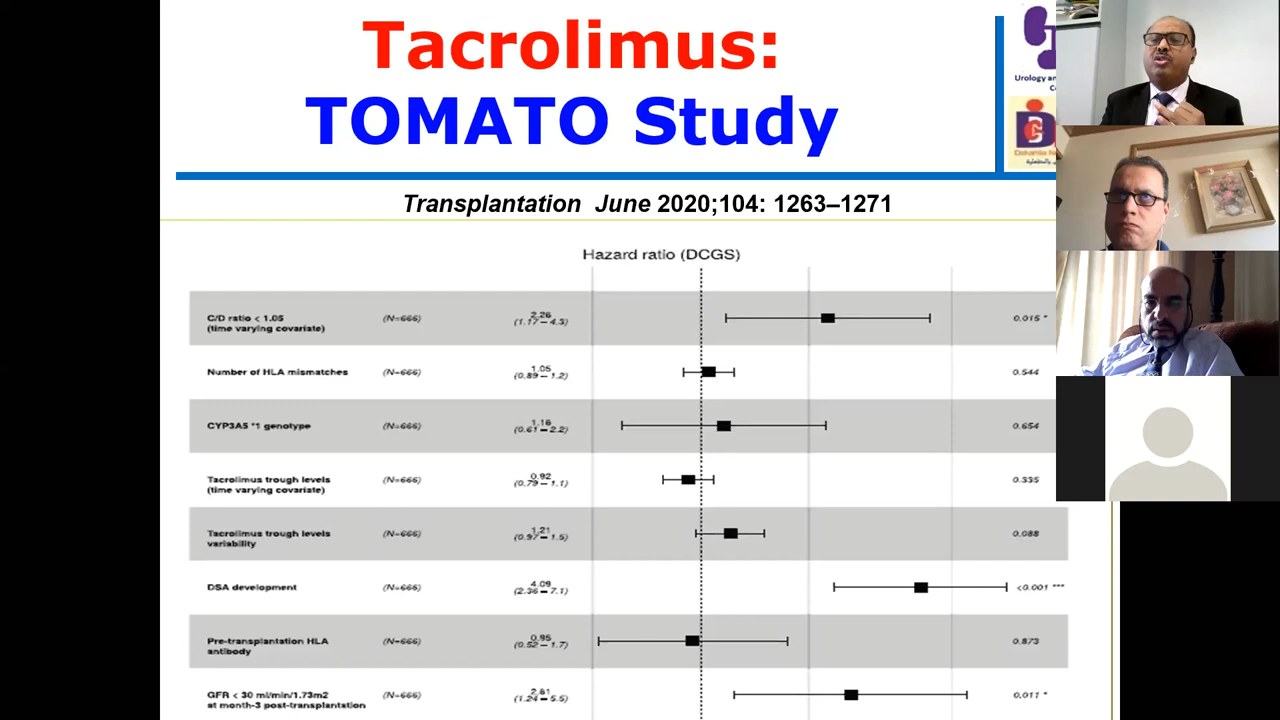 Tacrolimus:
TOMATO Study
Urology and
Transplantation June 2020;104: 1263–1271
Hazard ratio (DCGS)
C/D ratio < 1.05
(time varying covariate)
(N=666)
2.26
(1.17 – 4.3)
0.015 *
Number of HLA mismatches
(N=666)
1.05
(0.89 – 1.2)
0.544
CYP3A5 *1 genotype
(N=666)
1.16
(0.61 – 2.2)
0.654
Tacrolimus trough levels
(time varying covariate)
(N=666)
0.92
(0.79 – 1.1)
0.335
Tacrolimus trough levels
variability
(N=666)
1.21
(0.97 – 1.5)
0.088
DSA development
(N=666)
4.09
(2.36 – 7.1)
<0.001 ***
Pre-transplantation HLA
antibody
(N=666)
0.95
(0.52 – 1.7)
0.873
GFR < 30 ml/min/1.73m2
at month-3 post-transplantation
(N=666)
2.61
(1.24 – 5.5)
0.011 *